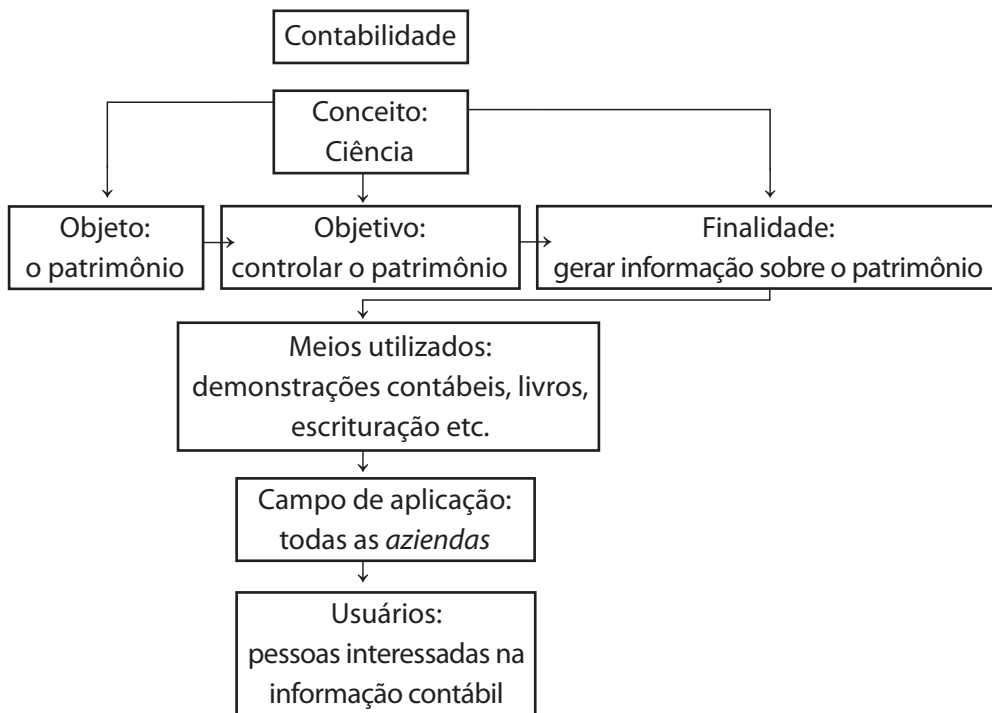 Contabilidade
Conceito:
Ciência
Objeto:
o patrimônio
Objetivo:
controlar o patrimônio
Finalidade:
gerar informação sobre o patrimônio
Meios utilizados:
demonstrações contábeis, livros,
escrituração etc.
Campo de aplicação:
todas as aziendas
Usuários:
pessoas interessadas na
informação contábil